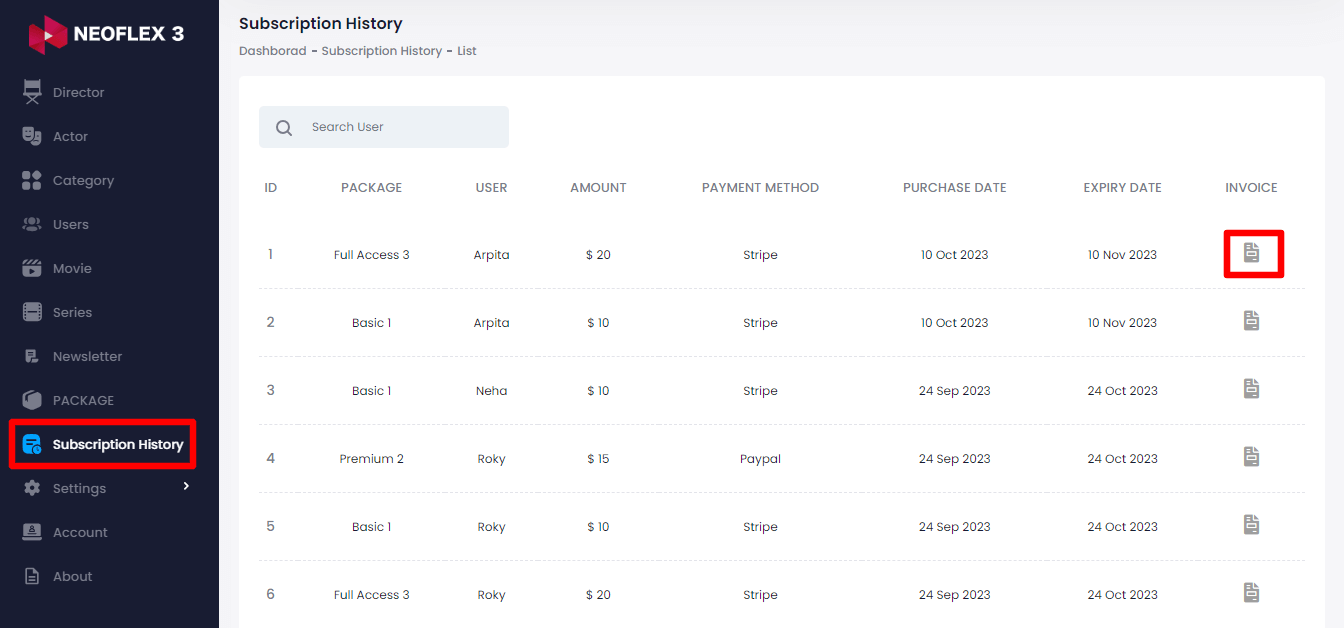 NEOFLEX 3
Director
Actor
Category
Users
Movie
Series
Newsletter
PACKAGE
Subscription History
Settings
Account
About
Subscription History
Dashborad - Subscription History - List
Search User
ID PACKAGE USER AMOUNT PAYMENT METHOD PURCHASE DATE EXPIRY DATE INVOICE
1 Full Access 3 Arpita $ 20 Stripe 10 Oct 2023 10 Nov 2023
2 Basic 1 Arpita $ 10 Stripe 10 Oct 2023 10 Nov 2023
3 Basic 1 Neha $ 10 Stripe 24 Sep 2023 24 Oct 2023
4 Premium 2 Roky $ 15 Paypal 24 Sep 2023 24 Oct 2023
5 Basic 1 Roky $ 10 Stripe 24 Sep 2023 24 Oct 2023
6 Full Access 3 Roky $ 20 Stripe 24 Sep 2023 24 Oct 2023